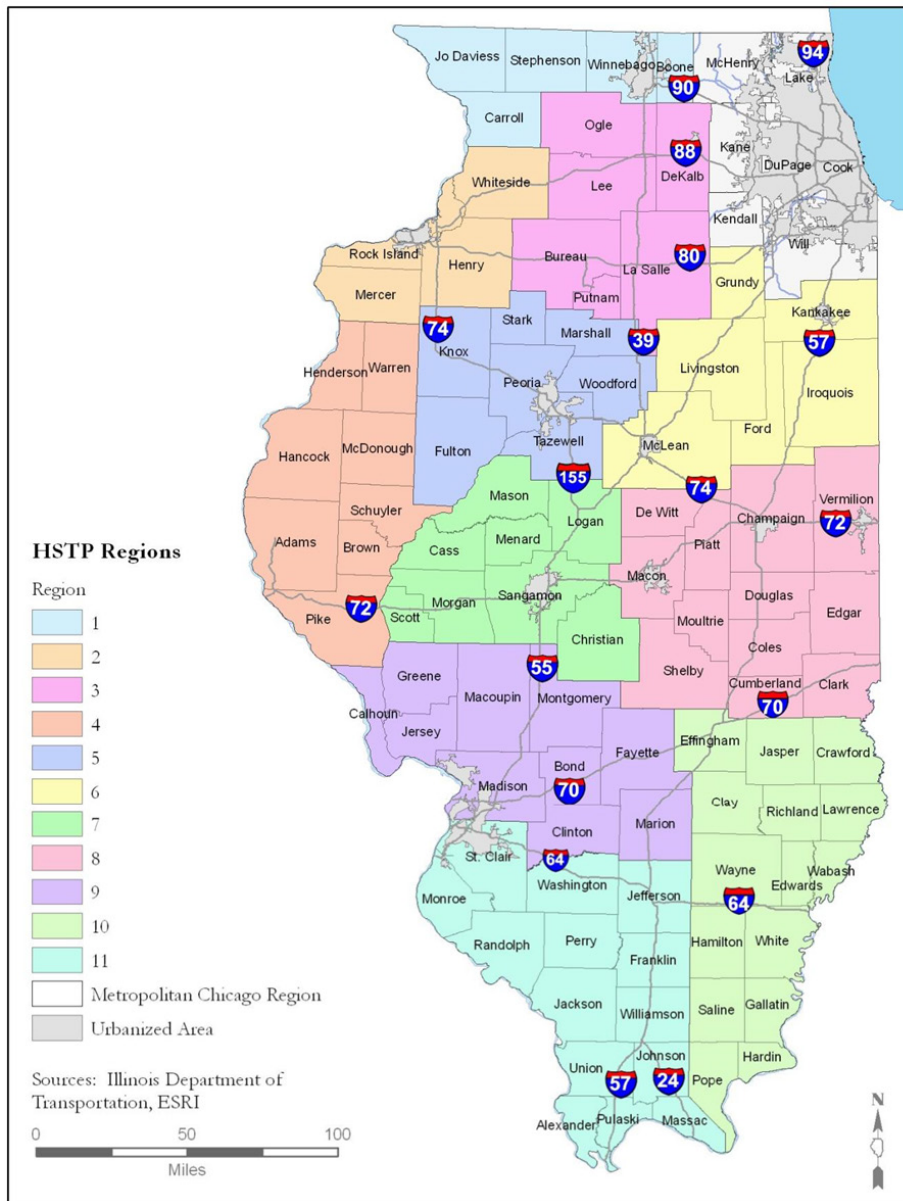 94
Jo Daviess
Stephenson
Winnebago
Boone
McHenry
Lake
90
Carroll
Ogle
88
DeKalb
Kane
DuPage
Cook
Whiteside
Lee
Kendall
Rock Island
Henry
Bureau
La Salle
80
Will
Grundy
Mercer
Putnam
Kankakee
74
Knox
Stark
Marshall
39
57
Henderson
Warren
Peoria
Woodford
Livingston
Iroquois
Hancock
McDonough
Fulton
Tazewell
McLean
Ford
155
74
Schuyler
Mason
Logan
De Witt
Champaign
Vermilion
72
Adams
Brown
Cass
Menard
Piatt
HSTP Regions
Region
1
2
3
4
5
6
7
8
9
10
11
Metropolitan Chicago Region
Urbanized Area
Sources: Illinois Department of
Transportation, ESRI
0 50 100
Miles
72
Pike
Scott
Morgan
Sangamon
Macon
Douglas
Edgar
Christian
Moultrie
Coles
Shelby
55
Greene
Macoupin
Montgomery
Cumberland
Clark
70
Calhoun
Jersey
Fayette
Effingham
Jasper
Crawford
Madison
Bond
70
Clay
Richland
Lawrence
Clinton
Marion
St. Clair
64
Wayne
Edwards
Wabash
64
Monroe
Washington
Jefferson
Randolph
Perry
Franklin
Hamilton
White
Jackson
Williamson
Saline
Gallatin
Union
Johnson
57
24
Pope
Hardin
Alexander
Pulaski
Massac
N